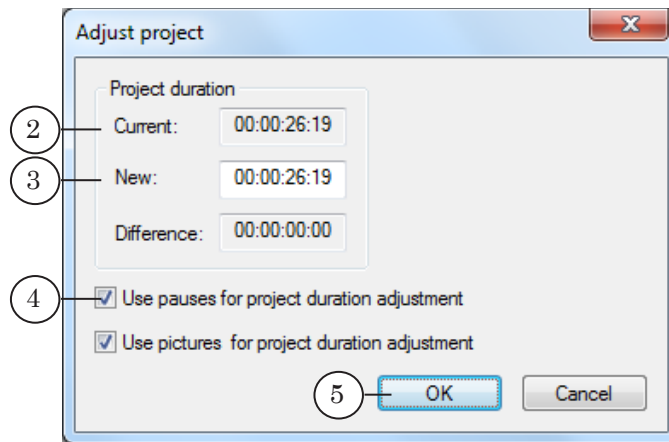 Adjust project
Project duration
2 Current: 00:00:26:19
3 New: 00:00:26:19
Difference: 00:00:00:00
4 Use pauses for project duration adjustment
Use pictures for project duration adjustment
5 OK Cancel